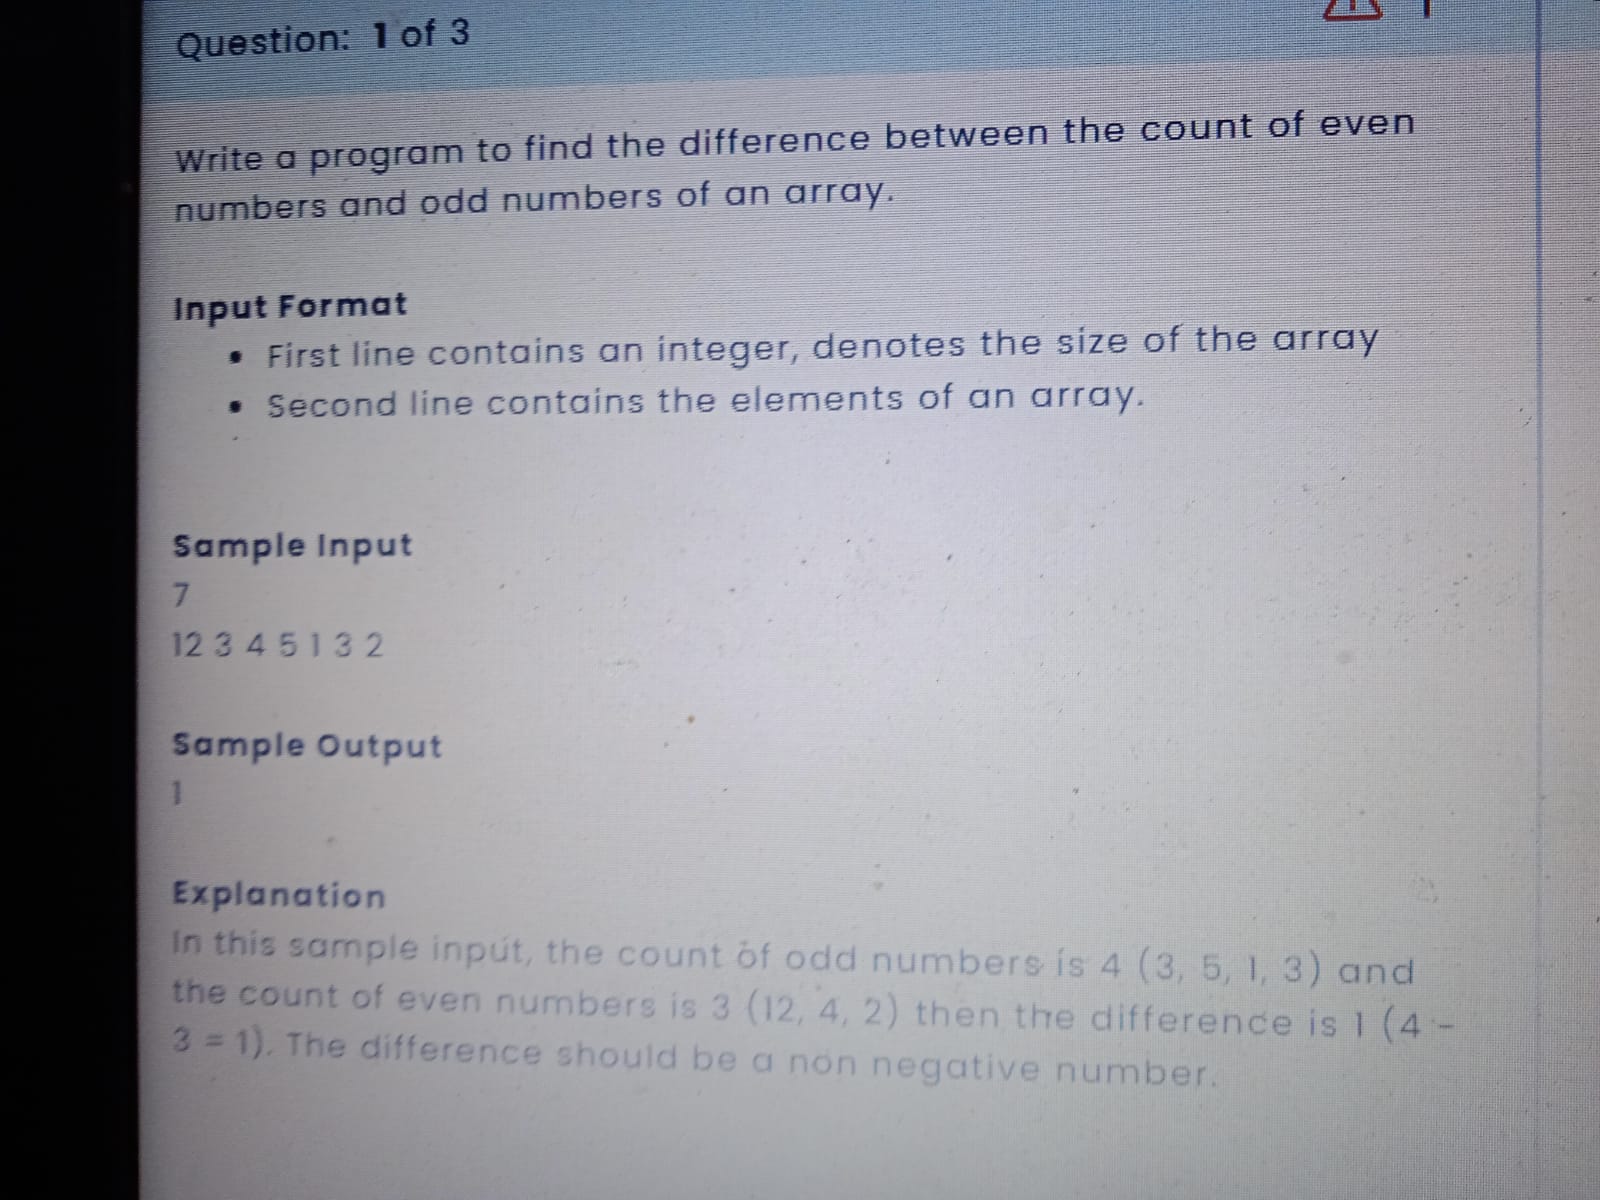 Question: 1 of 3
Write a program to find the difference between the count of even
numbers and odd numbers of an array.
Input Format
• First line contains an integer, denotes the size of the array
• Second line contains the elements of an array.
Sample Input
7
12 3 4 5 1 3 2
Sample Output
1
Explanation
In this sample input, the count of odd numbers is 4 (3, 5, 1, 3) and
the count of even numbers is 3 (12, 4, 2) then the difference is 1 (4 -
3 = 1). The difference should be a non negative number.